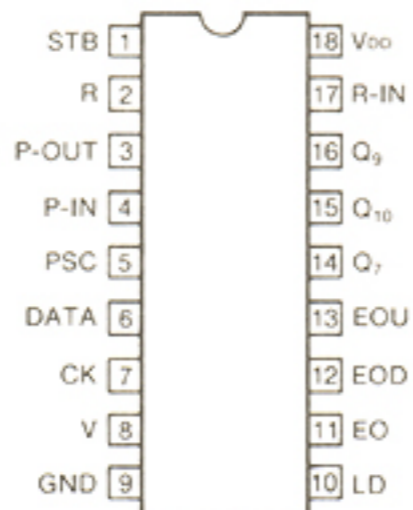 STB 1 18 VDD
R 2 17 R-IN
P-OUT 3 16 Q9
P-IN 4 15 Q10
PSC 5 14 Q7
DATA 6 13 EOU
CK 7 12 EOD
V 8 11 EO
GND 9 10 LD